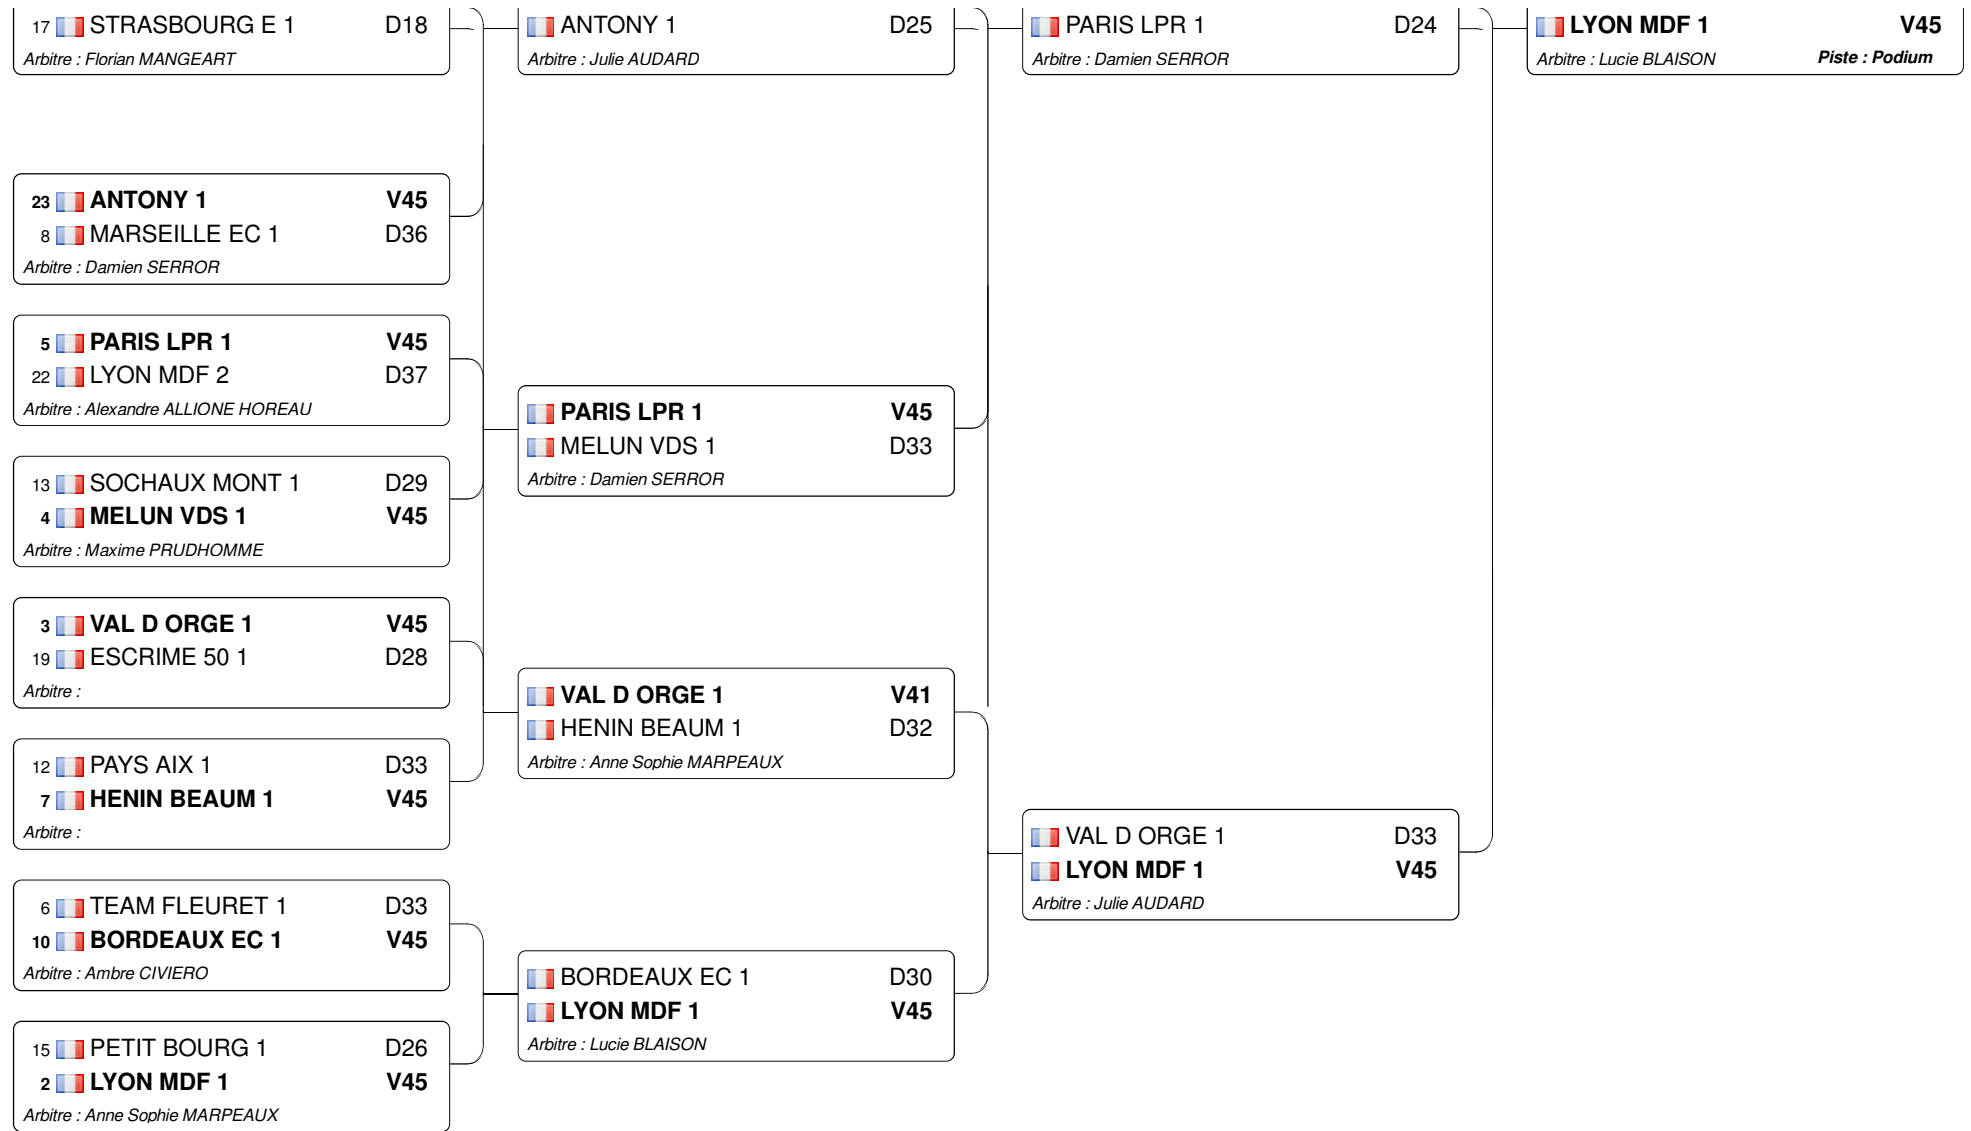 17 STRASBOURG E 1 D18
Arbitre : Florian MANGEART
23 ANTONY 1 V45
8 MARSEILLE EC 1 D36
Arbitre : Damien SERROR
5 PARIS LPR 1 V45
22 LYON MDF 2 D37
Arbitre : Alexandre ALLIONE HOREAU
13 SOCHAUX MONT 1 D29
4 MELUN VDS 1 V45
Arbitre : Maxime PRUDHOMME
3 VAL D ORGE 1 V45
19 ESCRIME 50 1 D28
Arbitre :
12 PAYS AIX 1 D33
7 HENIN BEAUM 1 V45
Arbitre :
6 TEAM FLEURET 1 D33
10 BORDEAUX EC 1 V45
Arbitre : Ambre CIVIERO
15 PETIT BOURG 1 D26
2 LYON MDF 1 V45
Arbitre : Anne Sophie MARPEAUX
ANTONY 1 D25
Arbitre : Julie AUDARD
PARIS LPR 1 V45
MELUN VDS 1 D33
Arbitre : Damien SERROR
VAL D ORGE 1 V41
HENIN BEAUM 1 D32
Arbitre : Anne Sophie MARPEAUX
BORDEAUX EC 1 D30
LYON MDF 1 V45
Arbitre : Lucie BLAISON
PARIS LPR 1 D24
Arbitre : Damien SERROR
VAL D ORGE 1 D33
LYON MDF 1 V45
Arbitre : Julie AUDARD
LYON MDF 1 V45
Arbitre : Lucie BLAISON Piste : Podium